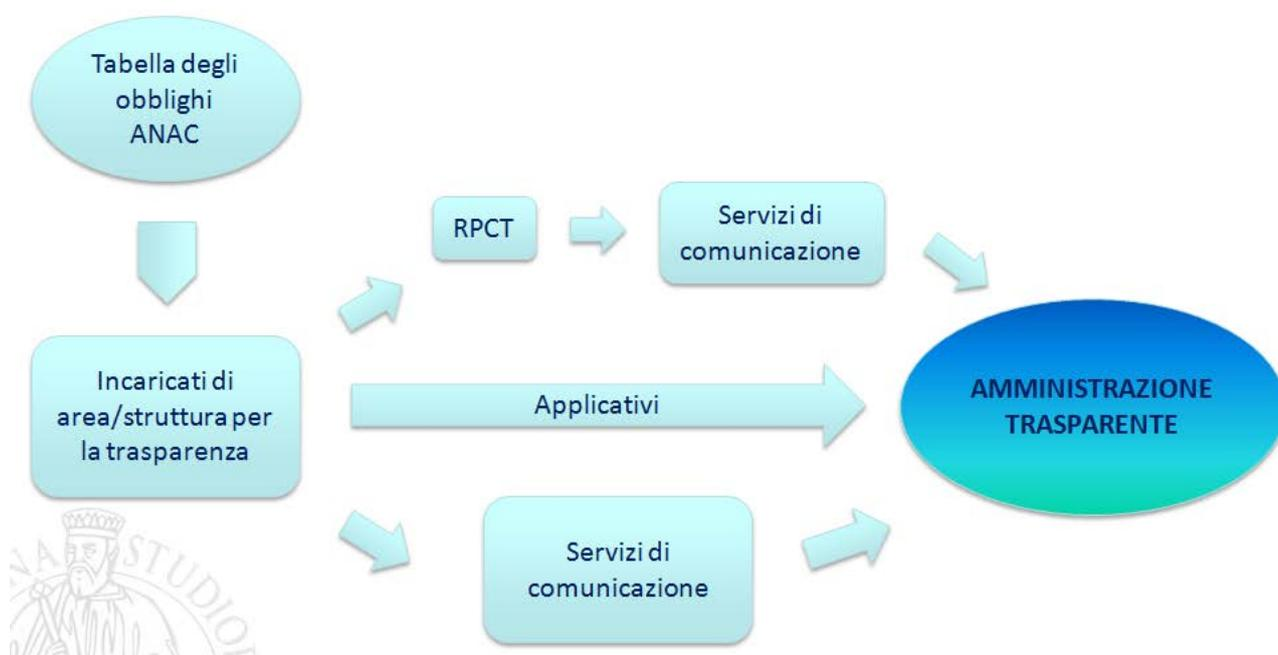 Tabella degli
obblighi
ANAC
RPCT
Servizi di
comunicazione
Incaricati di
area/struttura per
la trasparenza
Applicativi
AMMINISTRAZIONE
TRASPARENTE
Servizi di
comunicazione
NA STUDIO